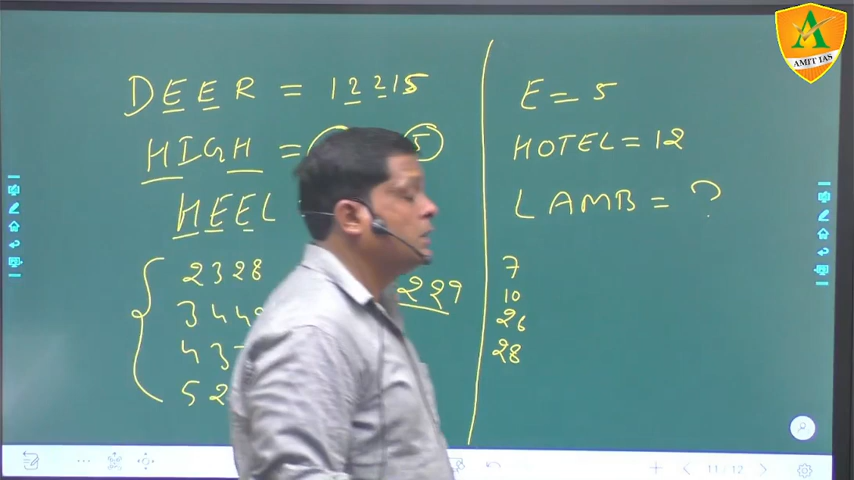 DEER = 12215
HIGH = 5
HEEL
2328
344
43
52
229
E = 5
HOTEL = 12
LAMB = ?
7
10
26
28
A
AMIT IAS
11/12